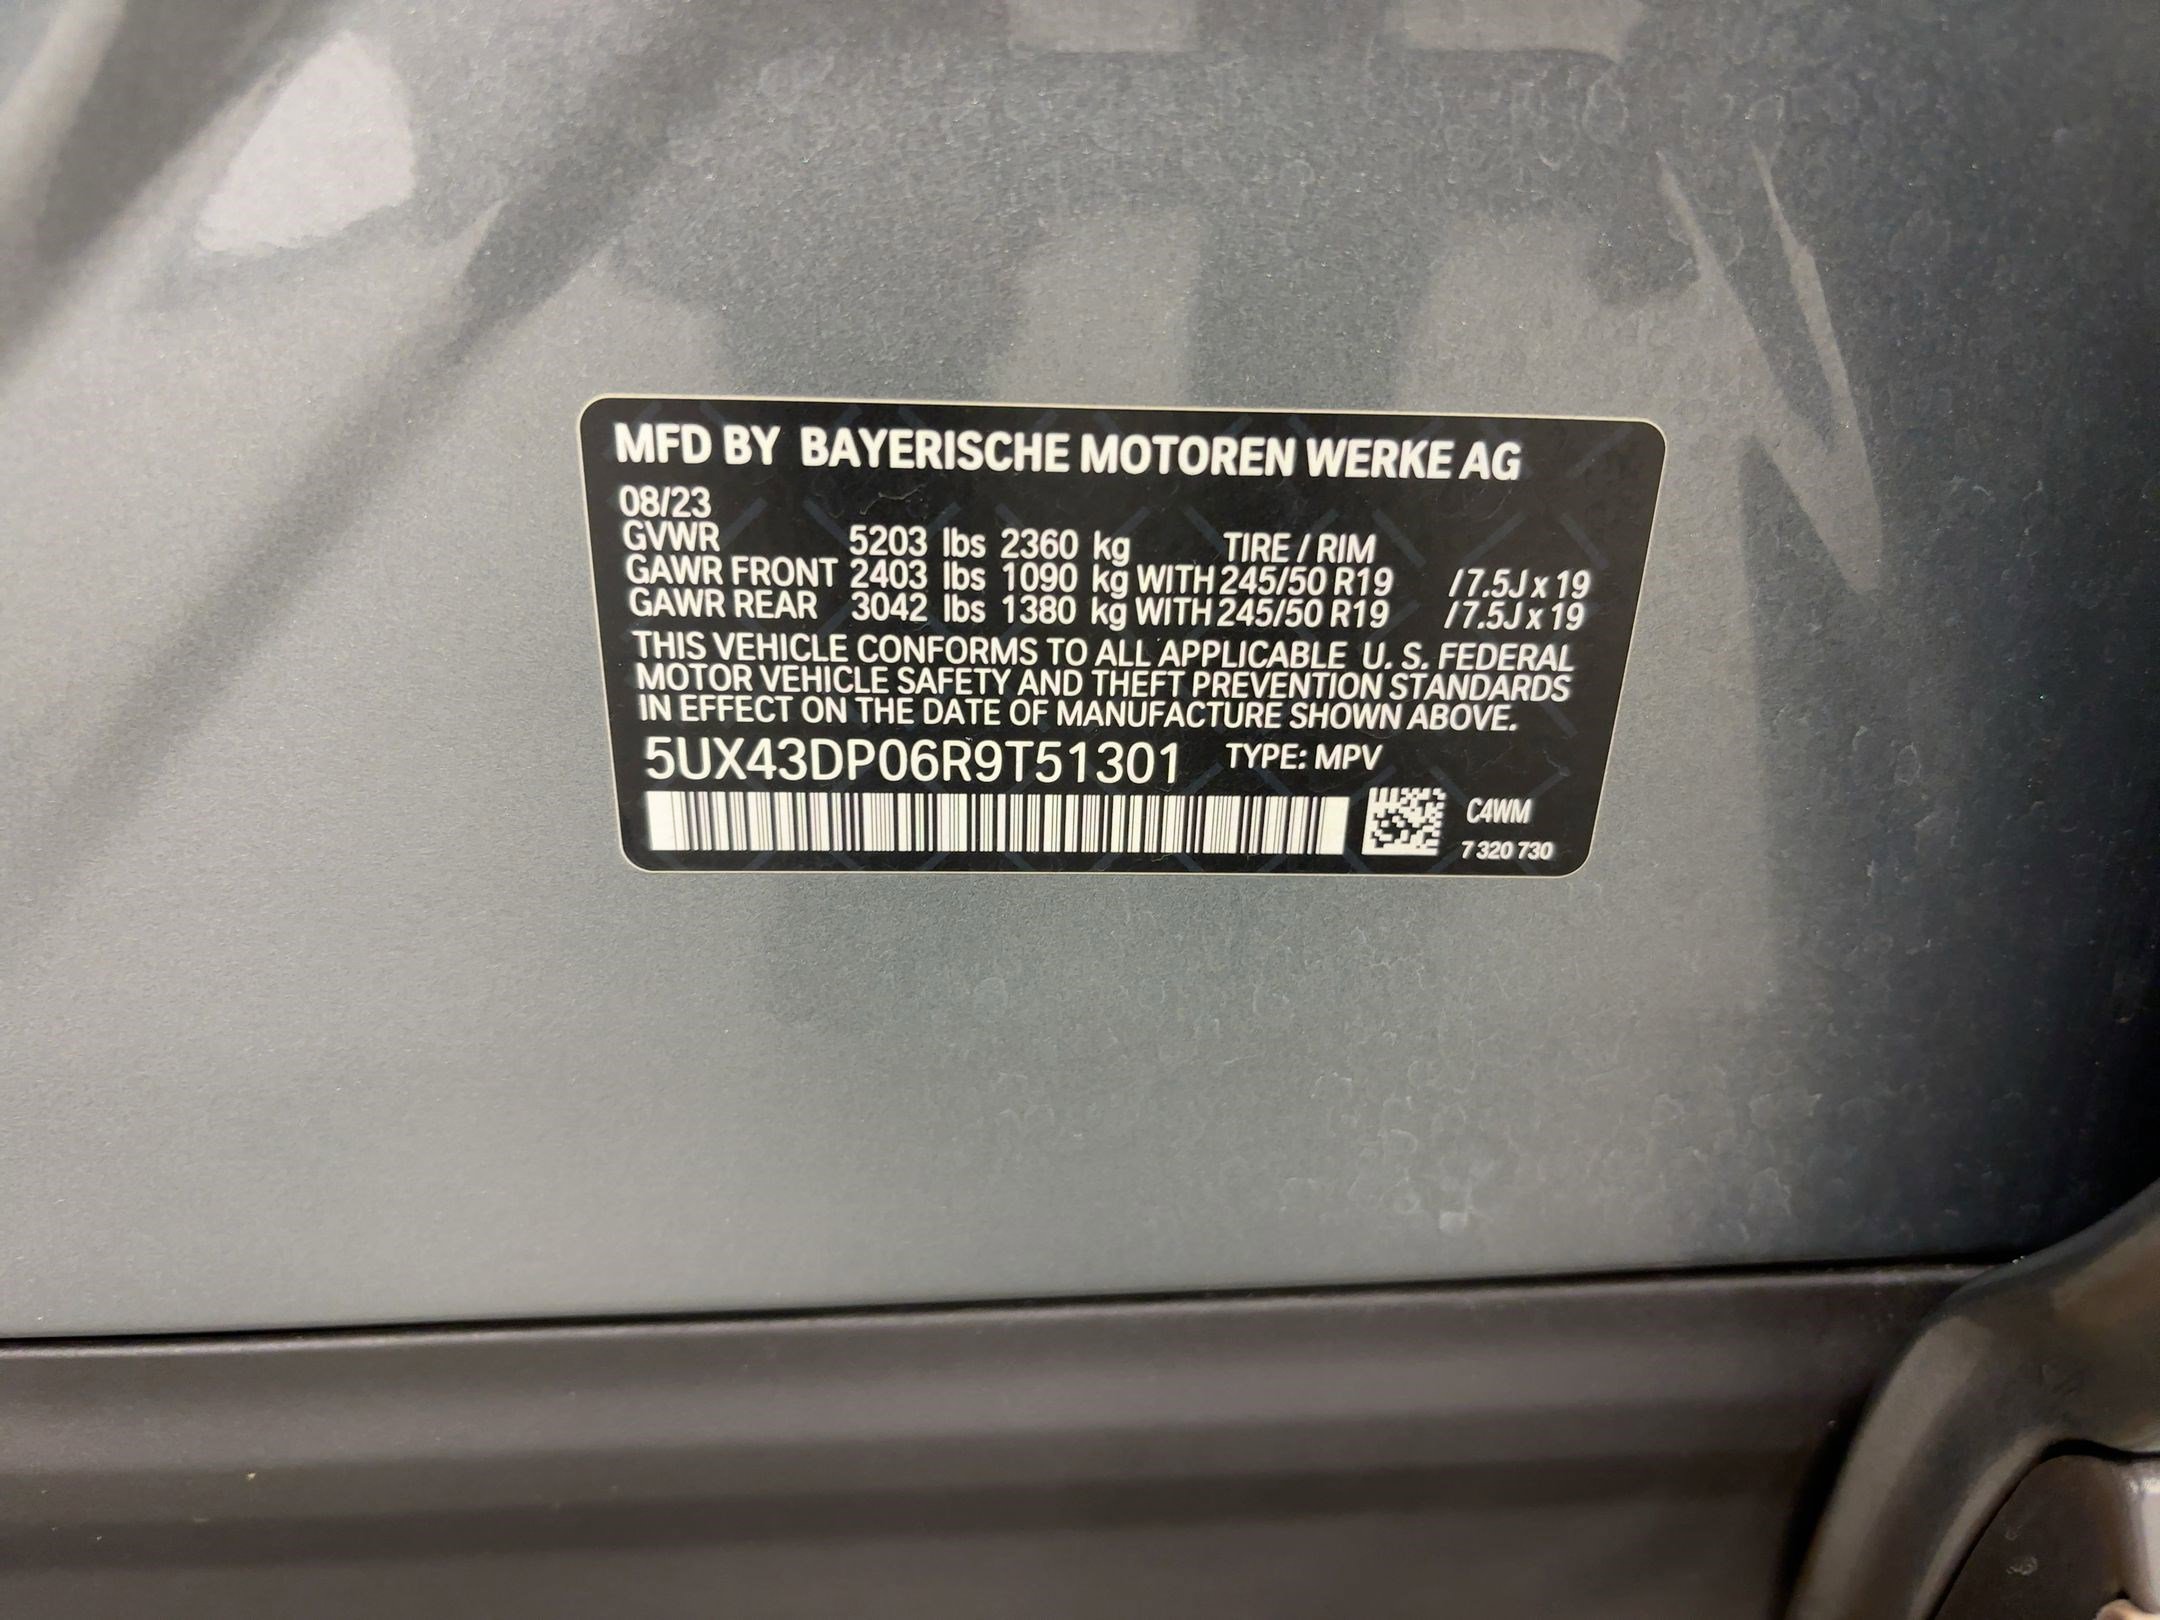 MFD BY BAYERISCHE MOTOREN WERKE AG
08/23
GVWR 5203 lbs 2360 kg TIRE / RIM
GAWR FRONT 2403 lbs 1090 kg WITH 245/50 R19 / 7.5J x 19
GAWR REAR 3042 lbs 1380 kg WITH 245/50 R19 / 7.5J x 19
THIS VEHICLE CONFORMS TO ALL APPLICABLE U. S. FEDERAL
MOTOR VEHICLE SAFETY AND THEFT PREVENTION STANDARDS
IN EFFECT ON THE DATE OF MANUFACTURE SHOWN ABOVE.
5UX43DP06R9T51301 TYPE: MPV
C4WM
7 320 730